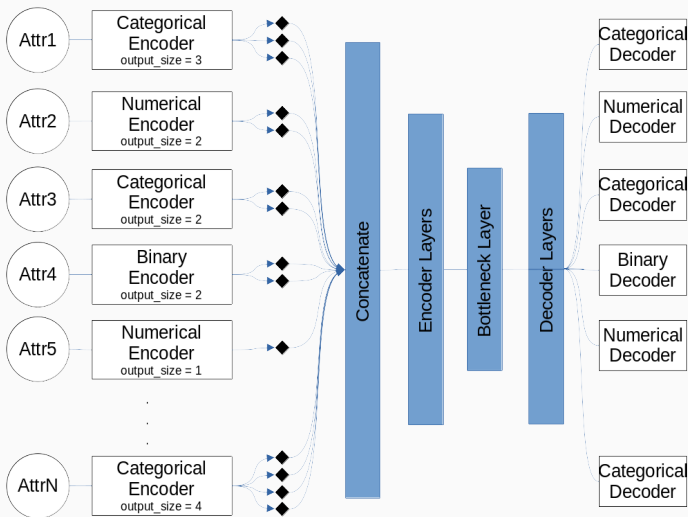 Attr1
Categorical
Encoder
output_size = 3
Categorical
Decoder
Attr2
Numerical
Encoder
output_size = 2
Numerical
Decoder
Attr3
Categorical
Encoder
output_size = 2
Categorical
Decoder
Attr4
Binary
Encoder
output_size = 2
Binary
Decoder
Attr5
Numerical
Encoder
output_size = 1
Numerical
Decoder
.
.
.
AttrN
Categorical
Encoder
output_size = 4
Categorical
Decoder
Concatenate
Encoder Layers
Bottleneck Layer
Decoder Layers